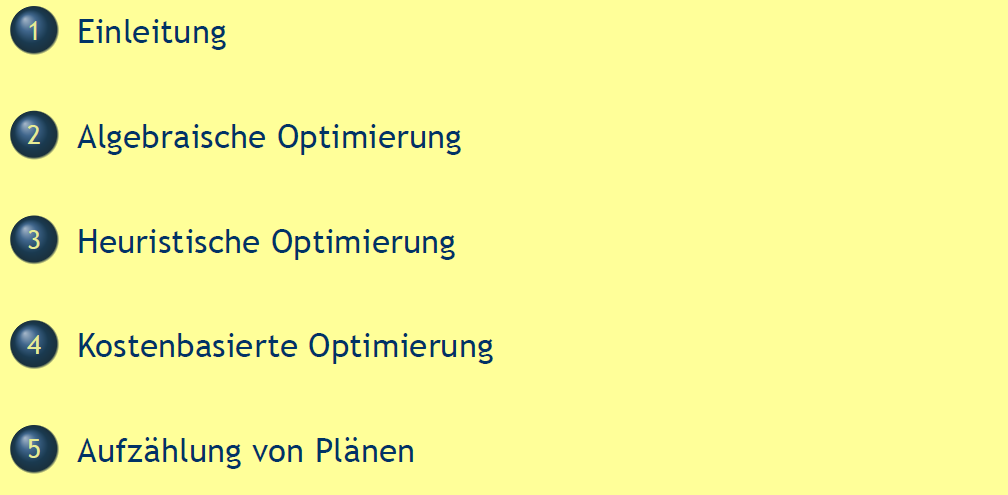 1 Einleitung
2 Algebraische Optimierung
3 Heuristische Optimierung
4 Kostenbasierte Optimierung
5 Aufzählung von Plänen